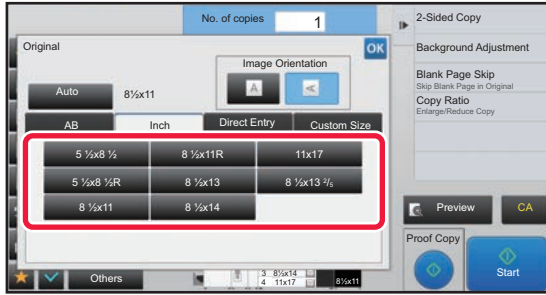 No. of copies 1
2-Sided Copy
Original
OK
Background Adjustment
Image Orientation
Blank Page Skip
Skip Blank Page in Original
Auto 8½x11
A A
Copy Ratio
Enlarge/Reduce Copy
AB Inch Direct Entry Custom Size
5 ½x8 ½ 8 ½x11R 11x17
5 ½x8 ½R 8 ½x13 8 ½x13 ²/₅
8 ½x11 8 ½x14
Preview CA
Proof Copy
Start
Others
3 8½x14
4 11x17
8½x11